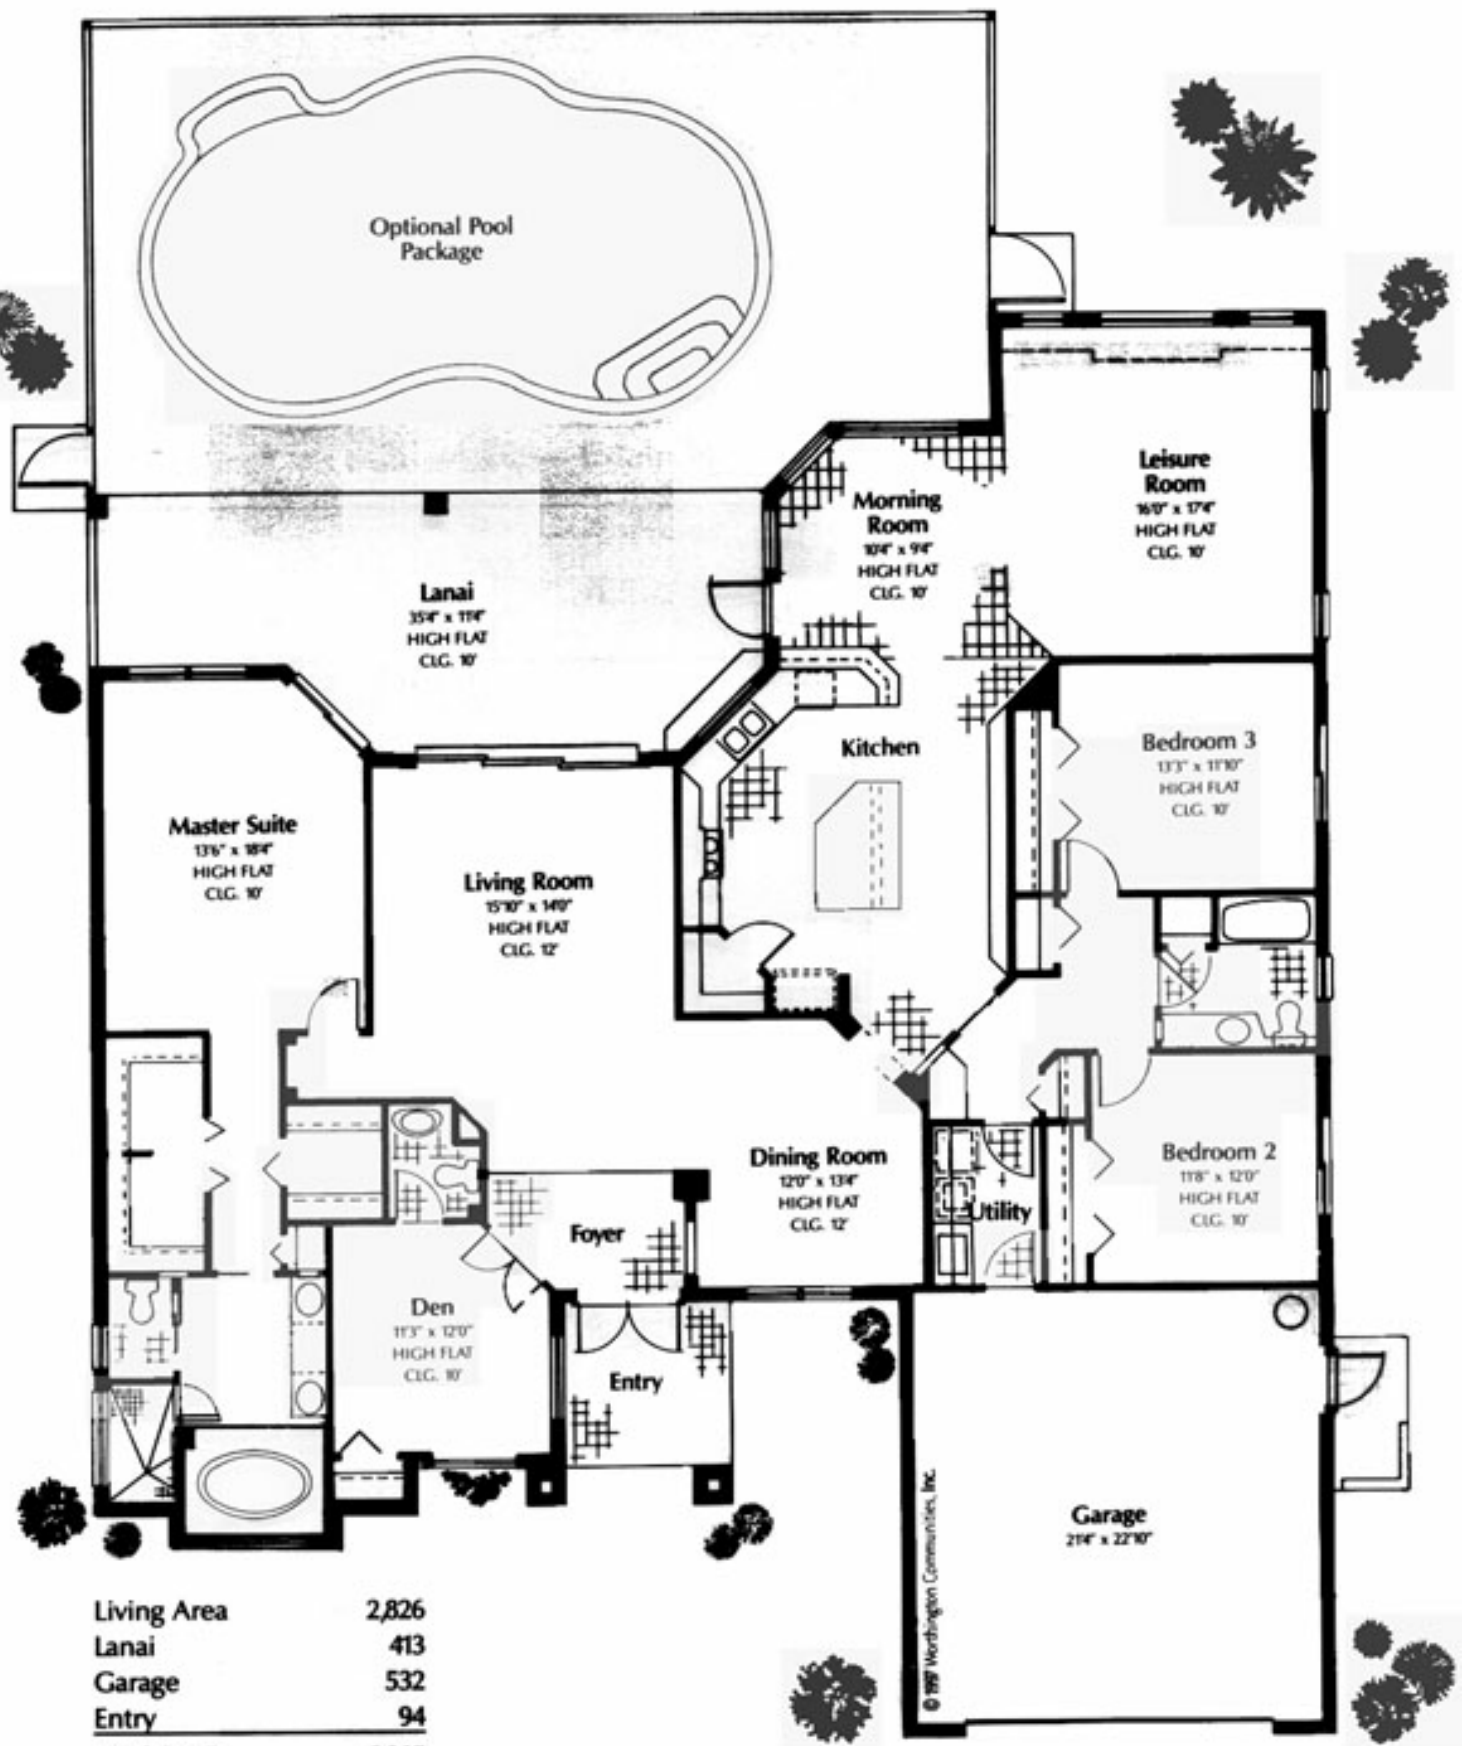 Optional Pool
Package
Leisure
Room
16'0" x 17'4"
HIGH FLAT
CLG. 10'
Morning
Room
10'4" x 9'4"
HIGH FLAT
CLG. 10'
Lanai
35'4" x 11'4"
HIGH FLAT
CLG. 10'
Kitchen
Bedroom 3
13'3" x 11'10"
HIGH FLAT
CLG. 10'
Master Suite
13'6" x 18'4"
HIGH FLAT
CLG. 10'
Living Room
15'10" x 14'0"
HIGH FLAT
CLG. 12'
Dining Room
12'0" x 13'4"
HIGH FLAT
CLG. 12'
Bedroom 2
11'8" x 12'0"
HIGH FLAT
CLG. 10'
Utility
Foyer
Den
11'3" x 12'0"
HIGH FLAT
CLG. 10'
Entry
Garage
21'4" x 22'10"
© 1997 Worthington Communities, Inc.
Living Area 2,826
Lanai 413
Garage 532
Entry 94